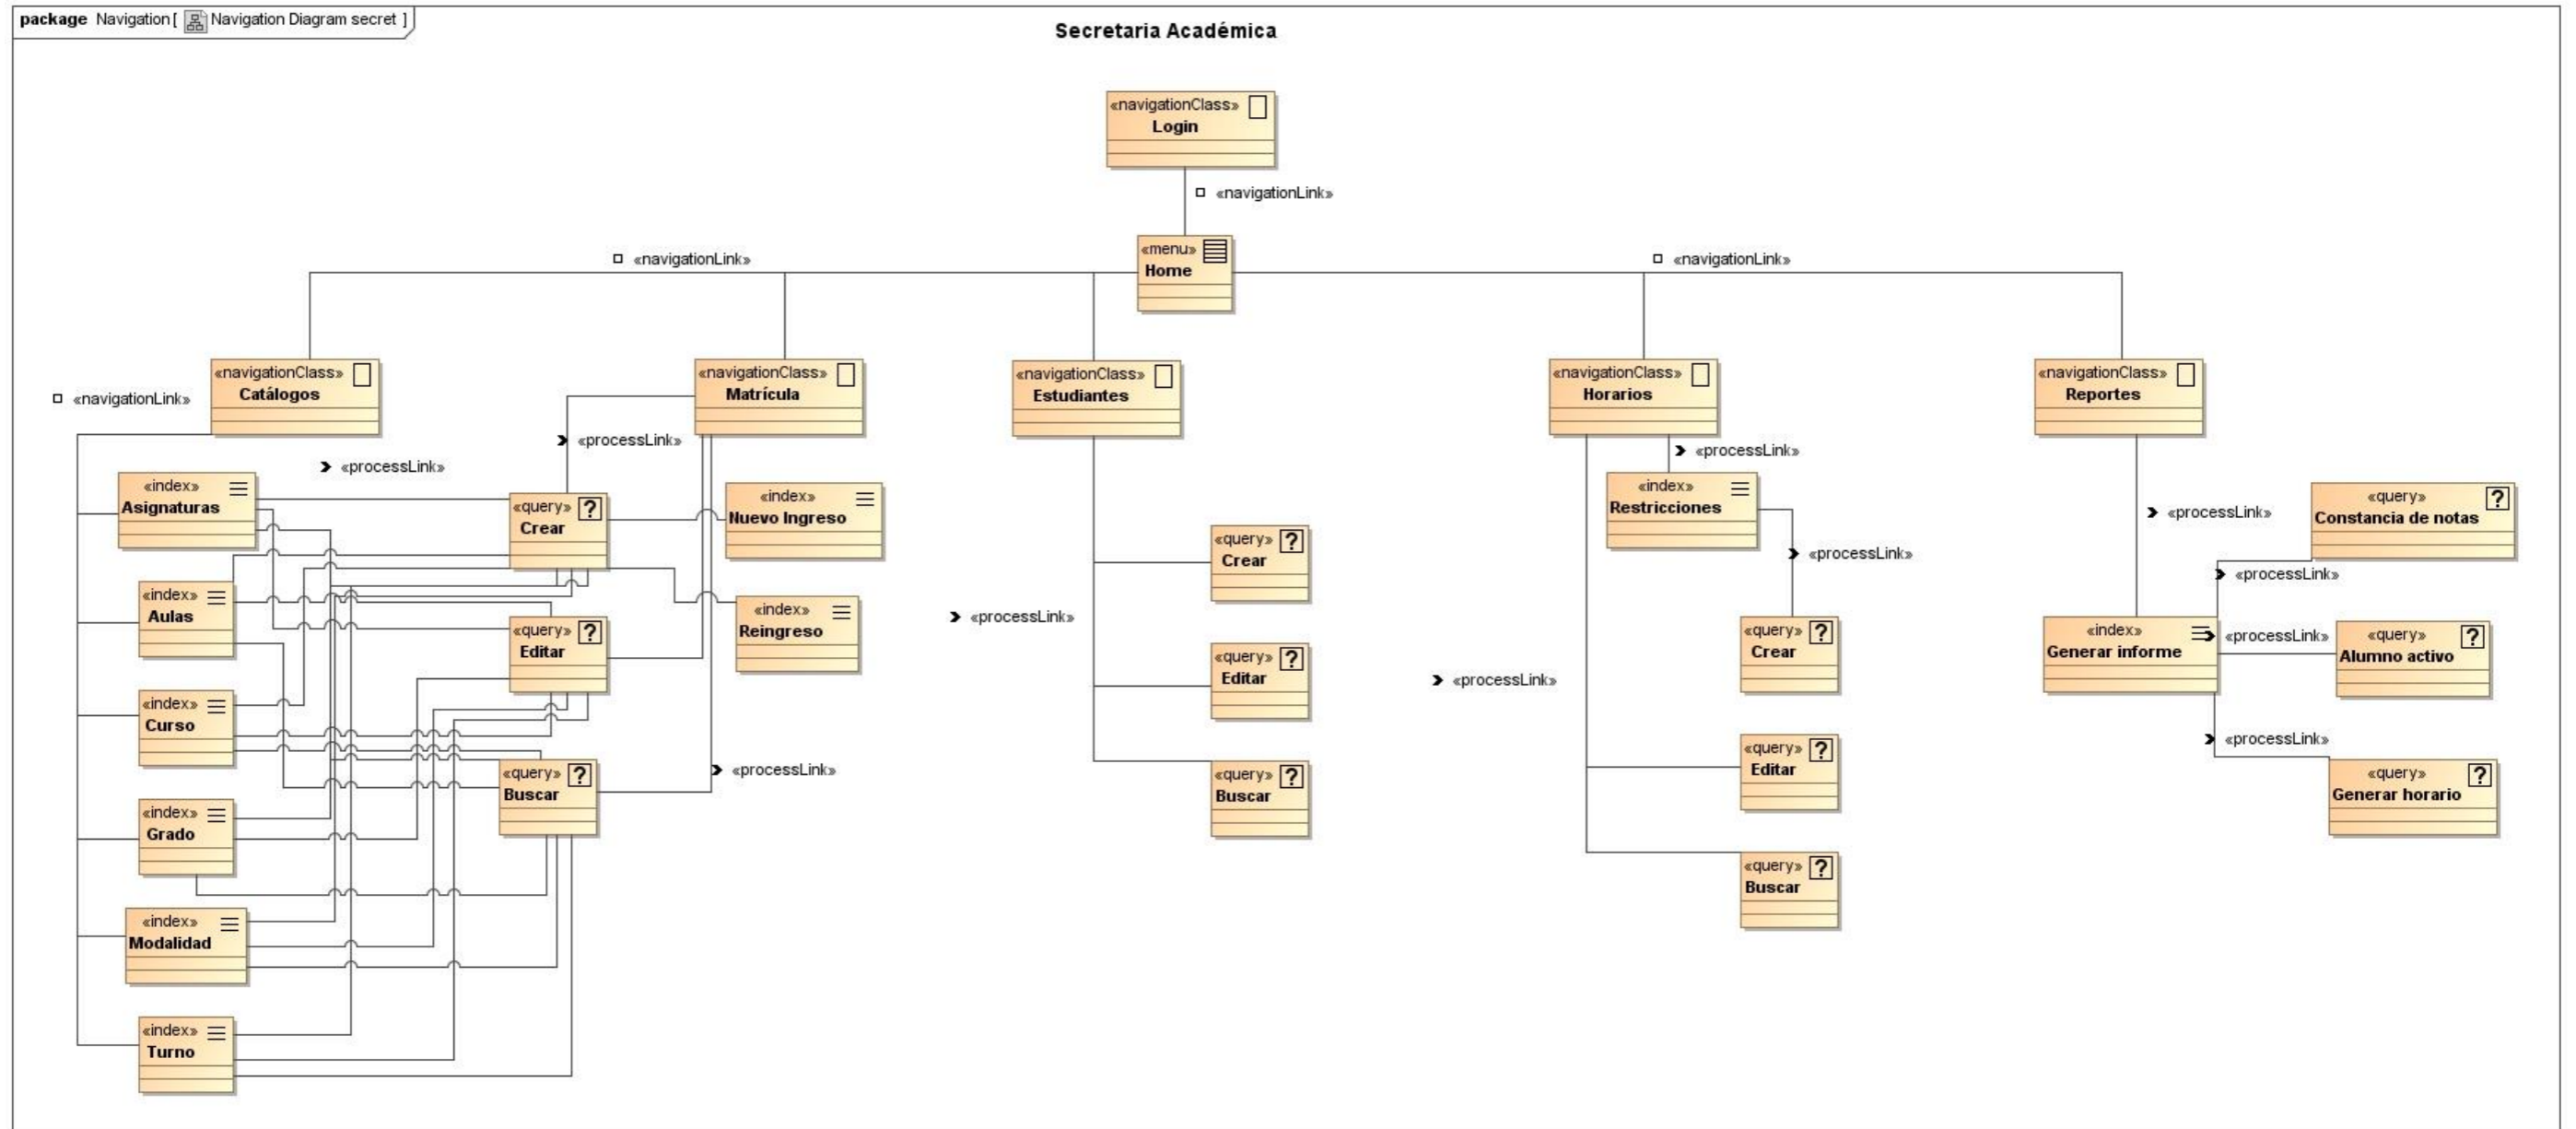 package Navigation [ Navigation Diagram secret ]
Secretaria Académica
«navigationClass»
Login
«navigationLink»
«menu»
Home
«navigationLink»
«navigationLink»
«navigationClass»
Catálogos
«navigationClass»
Matrícula
«navigationClass»
Estudiantes
«navigationClass»
Horarios
«navigationClass»
Reportes
«navigationLink»
«processLink»
«processLink»
«processLink»
«index»
Asignaturas
«query»
Crear
«index»
Nuevo Ingreso
«index»
Restricciones
«processLink»
«query»
Constancia de notas
«query»
Crear
«processLink»
«processLink»
«index»
Aulas
«query»
Editar
«index»
Reingreso
«processLink»
«query»
Editar
«query»
Crear
«index»
Generar informe
«processLink»
«query»
Alumno activo
«processLink»
«index»
Curso
«query»
Buscar
«processLink»
«query»
Buscar
«query»
Editar
«processLink»
«query»
Generar horario
«index»
Grado
«query»
Buscar
«index»
Modalidad
«index»
Turno